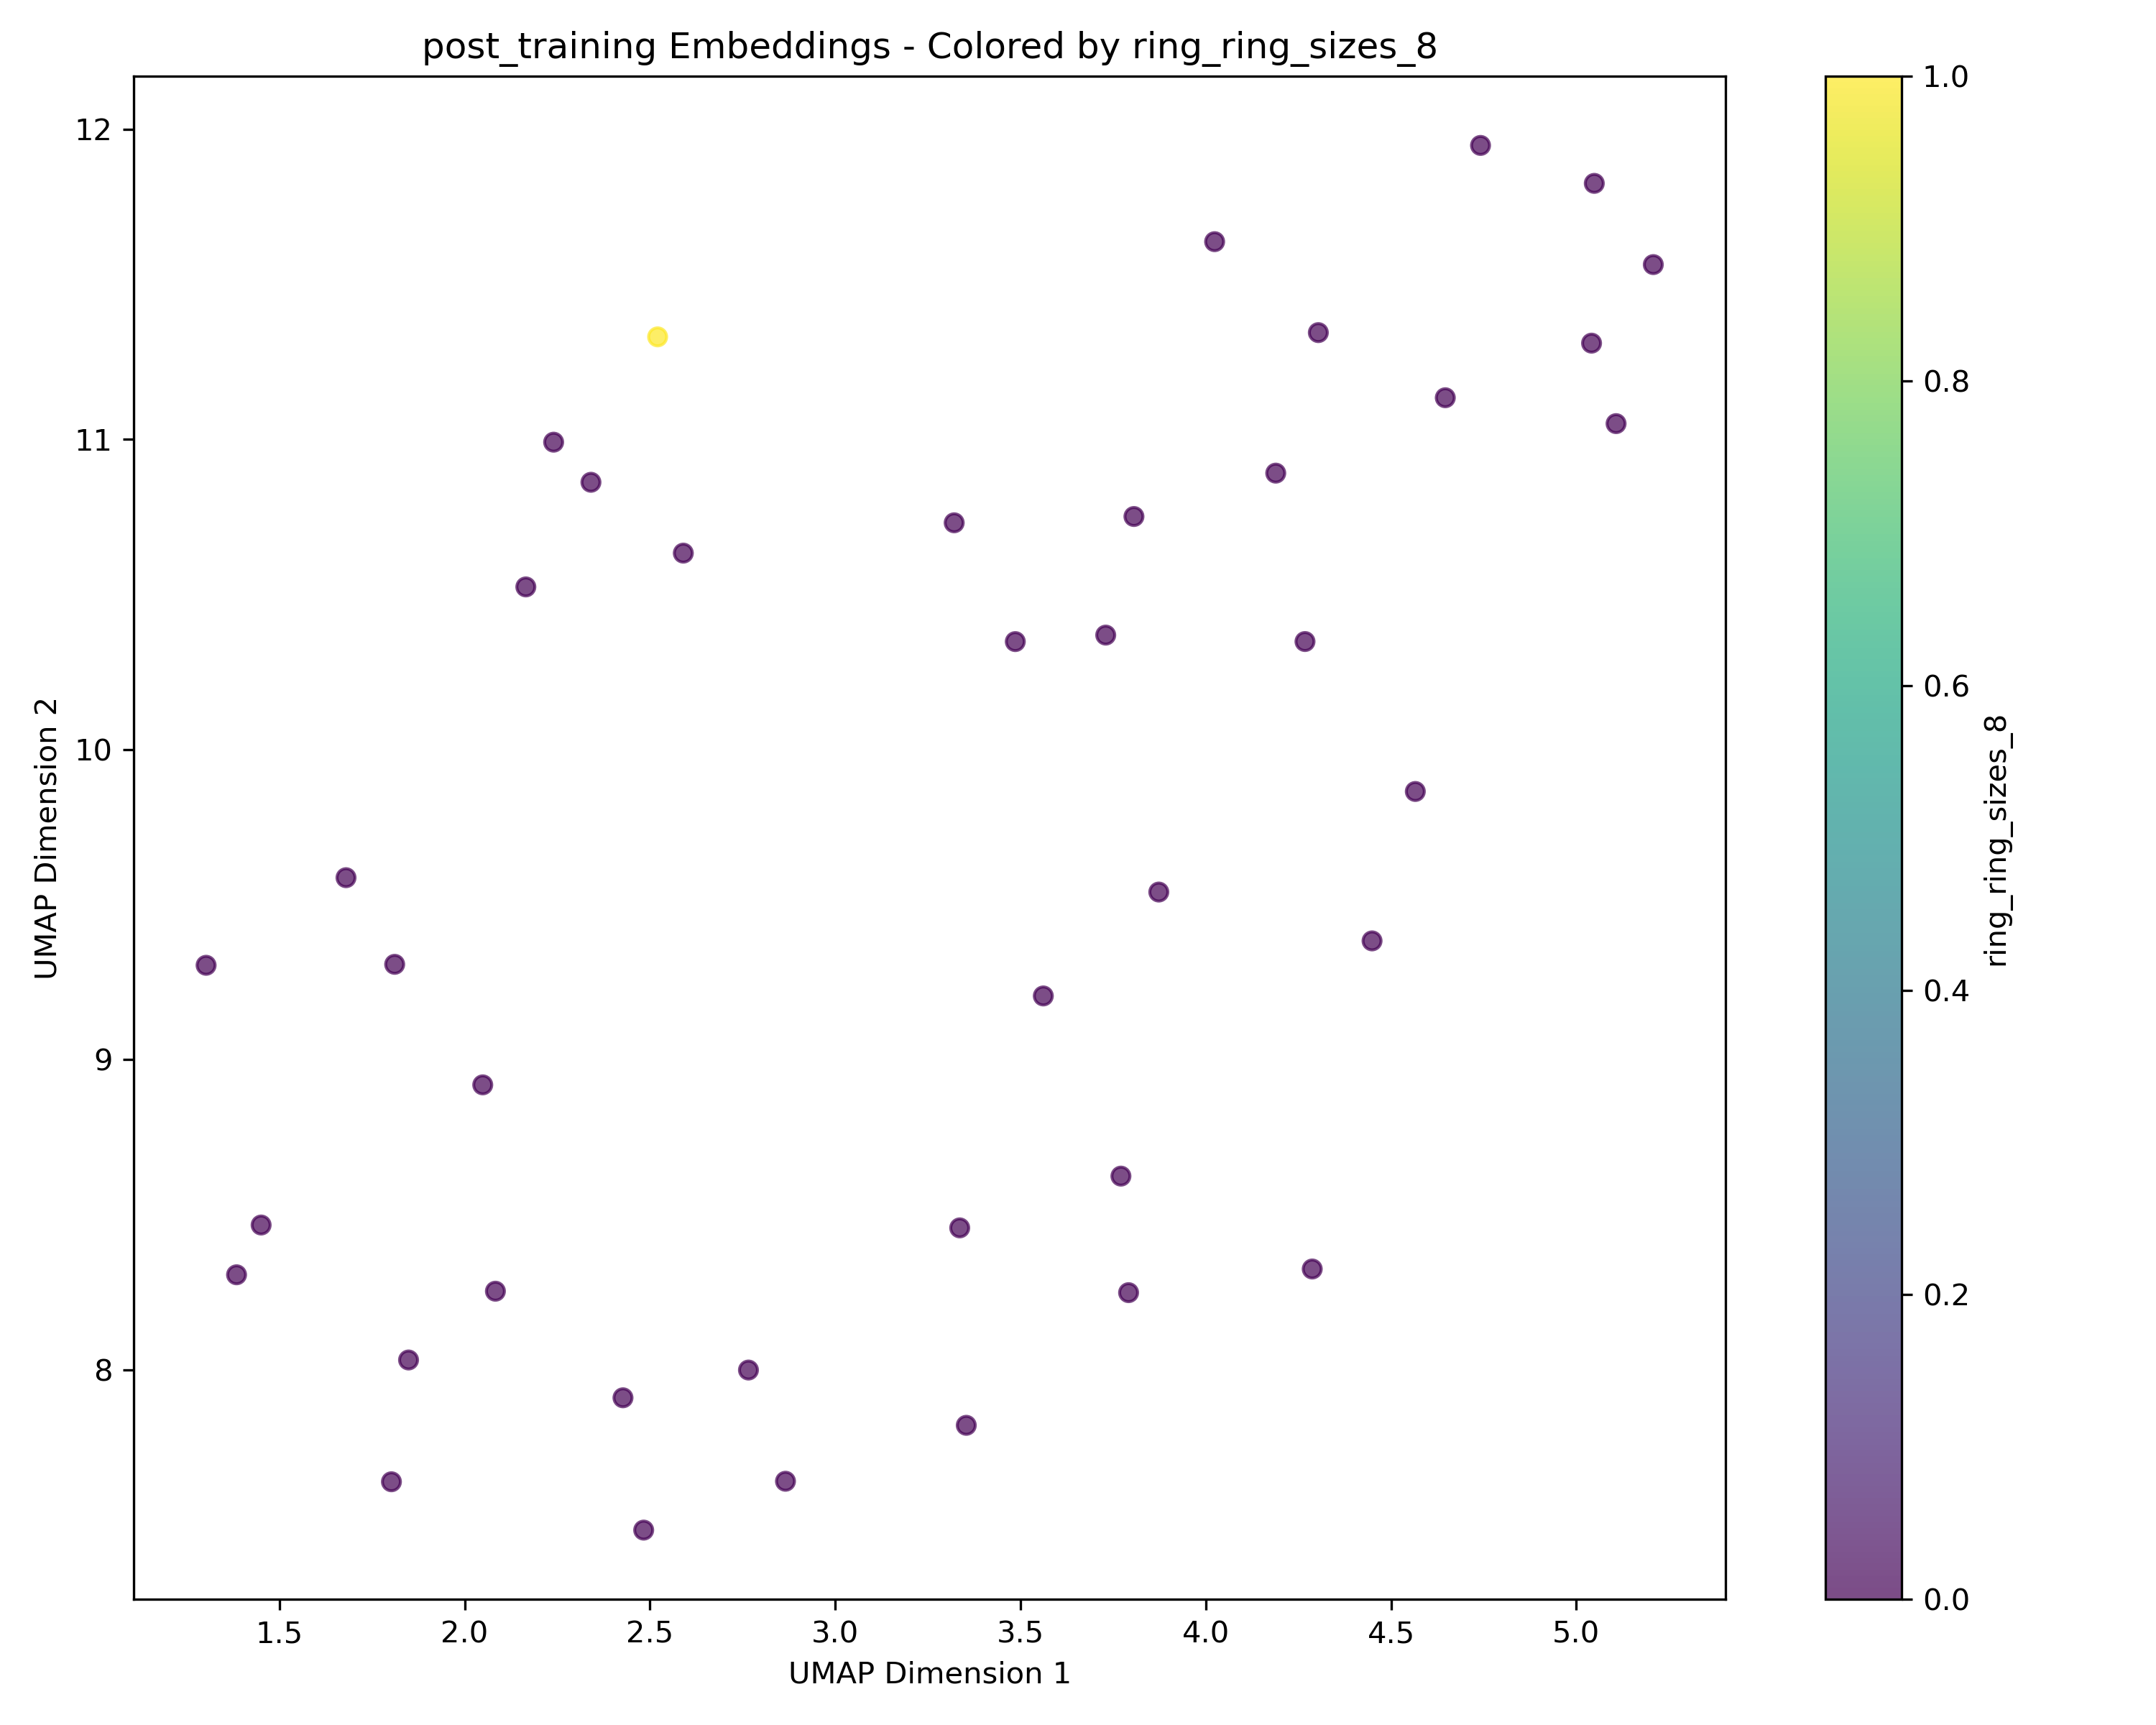 post_training Embeddings - Colored by ring_ring_sizes_8
12
11
10
9
8
UMAP Dimension 2
1.5 2.0 2.5 3.0 3.5 4.0 4.5 5.0
UMAP Dimension 1
1.0
0.8
0.6
0.4
0.2
0.0
ring_ring_sizes_8